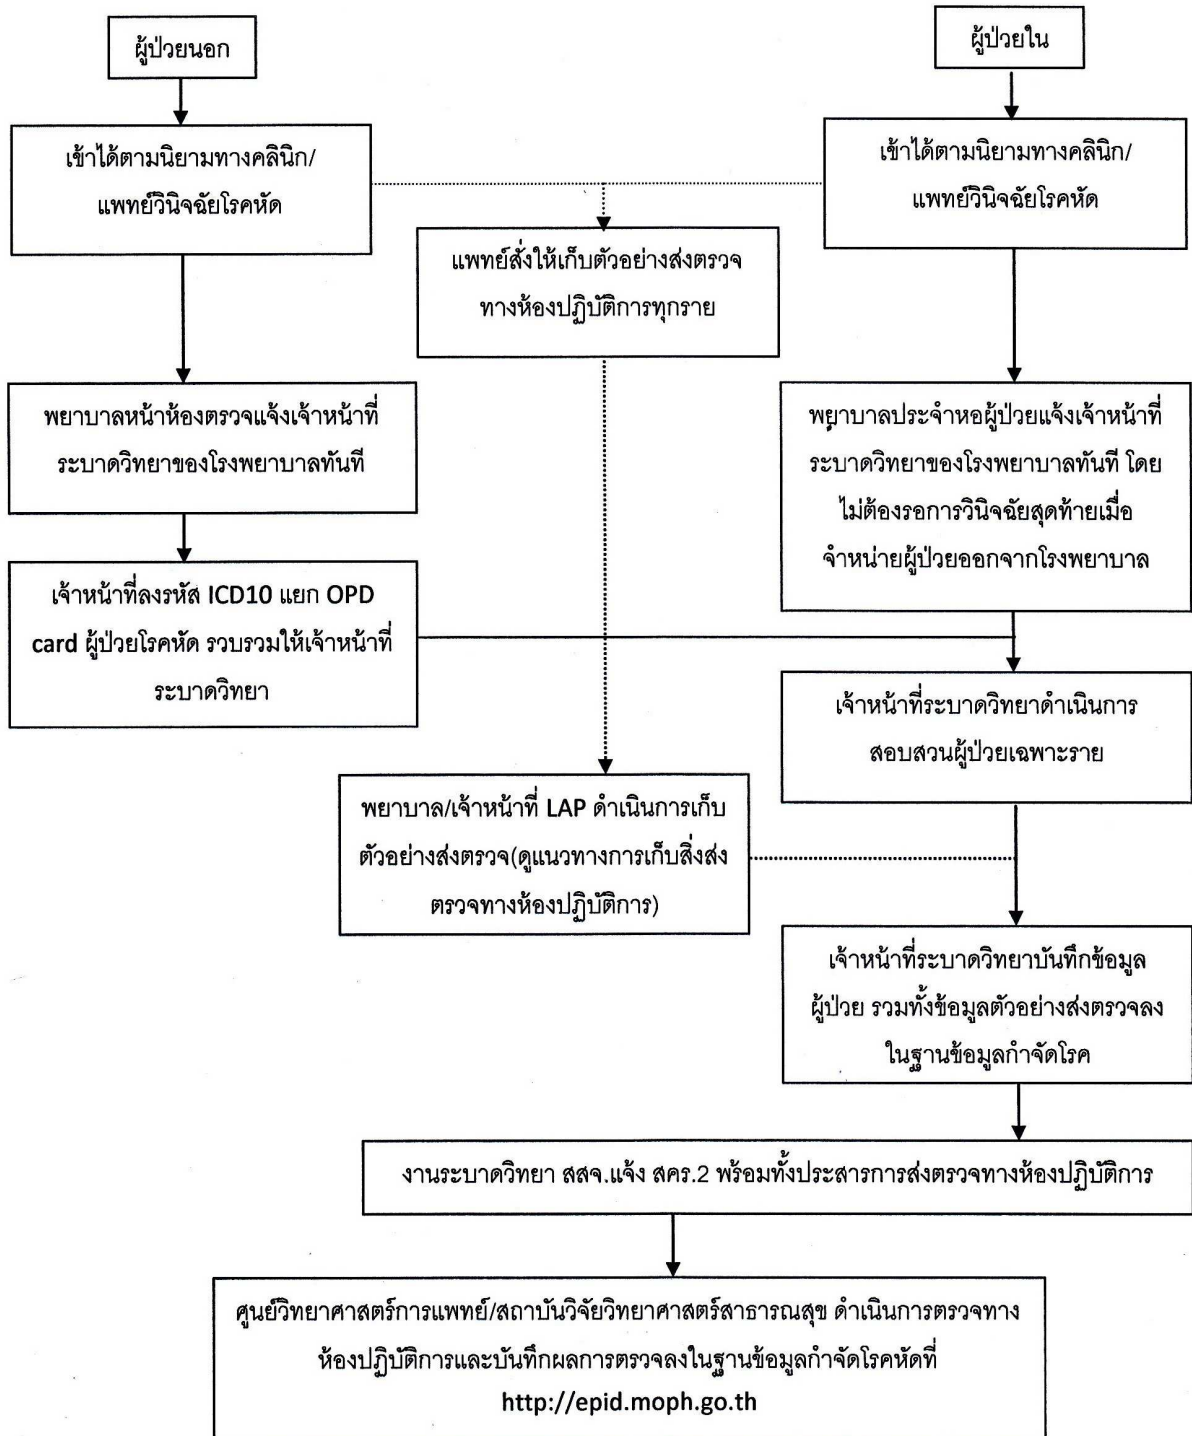 ผู้ป่วยนอก
ผู้ป่วยใน
เข้าได้ตามนิยามทางคลินิก/
แพทย์วินิจฉัยโรคหัด
เข้าได้ตามนิยามทางคลินิก/
แพทย์วินิจฉัยโรคหัด
แพทย์สั่งให้เก็บตัวอย่างส่งตรวจ
ทางห้องปฏิบัติการทุกราย
พยาบาลหน้าห้องตรวจแจ้งเจ้าหน้าที่
ระบาดวิทยาของโรงพยาบาลทันที
พยาบาลประจำหอผู้ป่วยแจ้งเจ้าหน้าที่
ระบาดวิทยาของโรงพยาบาลทันที โดย
ไม่ต้องรอการวินิจฉัยสุดท้ายเมื่อ
จำหน่ายผู้ป่วยออกจากโรงพยาบาล
เจ้าหน้าที่ลงรหัส ICD10 แยก OPD
card ผู้ป่วยโรคหัด รวบรวมให้เจ้าหน้าที่
ระบาดวิทยา
เจ้าหน้าที่ระบาดวิทยาดำเนินการ
สอบสวนผู้ป่วยเฉพาะราย
พยาบาล/เจ้าหน้าที่ LAP ดำเนินการเก็บ
ตัวอย่างส่งตรวจ(ดูแนวทางการเก็บสิ่งส่ง
ตรวจทางห้องปฏิบัติการ)
เจ้าหน้าที่ระบาดวิทยาบันทึกข้อมูล
ผู้ป่วย รวมทั้งข้อมูลตัวอย่างส่งตรวจลง
ในฐานข้อมูลกำจัดโรค
งานระบาดวิทยา สสจ.แจ้ง สคร.2 พร้อมทั้งประสารการส่งตรวจทางห้องปฏิบัติการ
ศูนย์วิทยาศาสตร์การแพทย์/สถาบันวิจัยวิทยาศาสตร์สาธารณสุข ดำเนินการตรวจทาง
ห้องปฏิบัติการและบันทึกผลการตรวจลงในฐานข้อมูลกำจัดโรคหัดที่
http://epid.moph.go.th